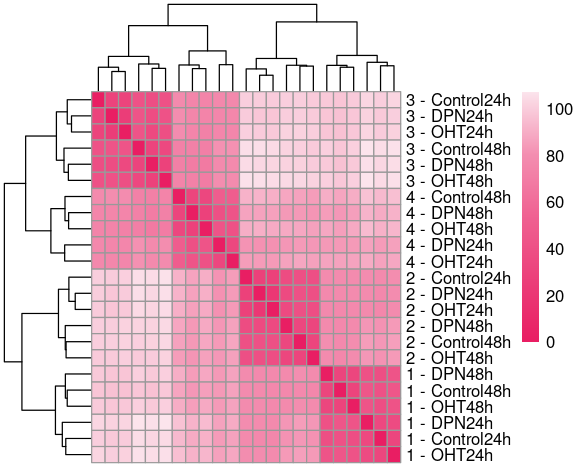 3 - Control24h
3 - DPN24h
3 - OHT24h
3 - Control48h
3 - DPN48h
3 - OHT48h
4 - Control48h
4 - DPN48h
4 - OHT48h
4 - DPN24h
4 - OHT24h
2 - Control24h
2 - DPN24h
2 - OHT24h
2 - DPN48h
2 - Control48h
2 - OHT48h
1 - DPN48h
1 - Control48h
1 - OHT48h
1 - DPN24h
1 - Control24h
1 - OHT24h
100
80
60
40
20
0